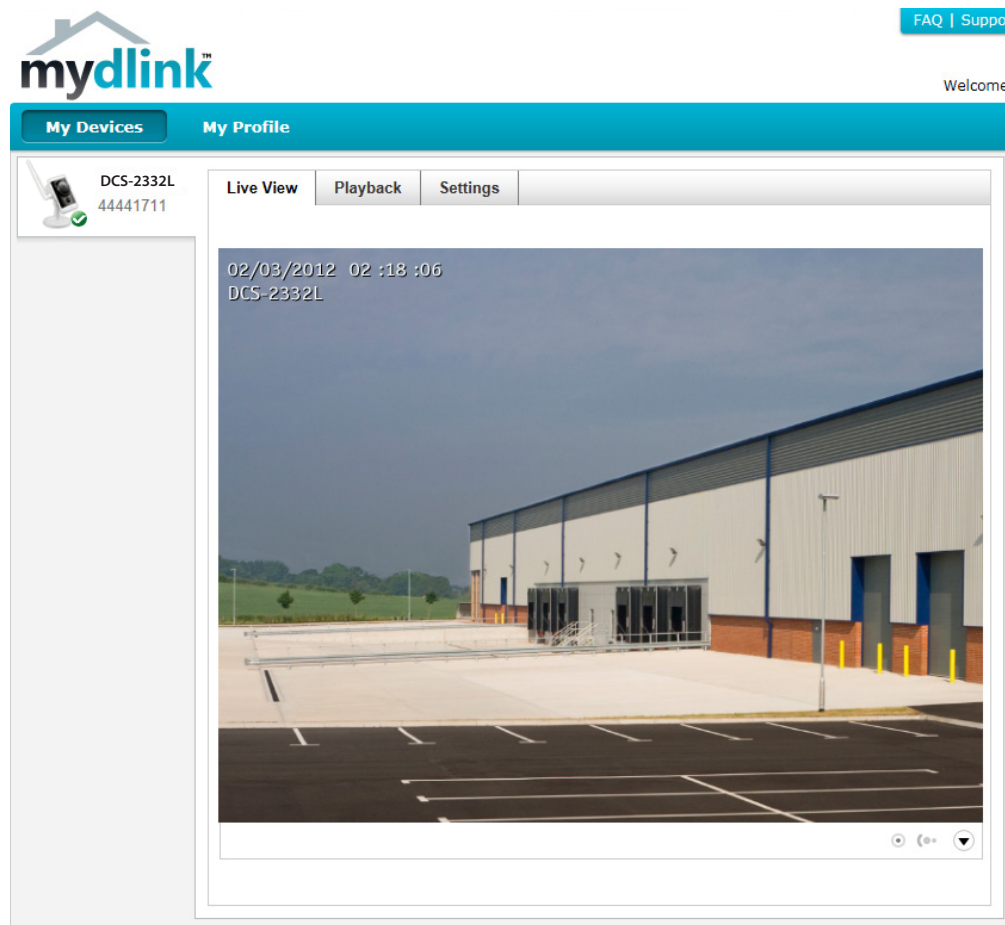 FAQ | Suppo
mydlink™
Welcome
My Devices
My Profile
DCS-2332L
44441711
Live View
Playback
Settings
02/03/2012 02 :18 :06
DCS-2332L